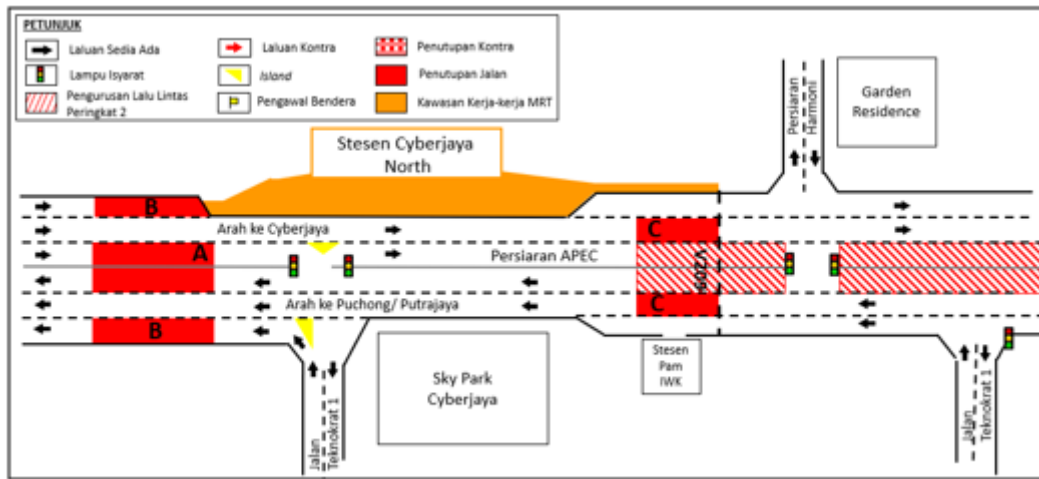 PETUNJUK
Laluan Sedia Ada
Laluan Kontra
Penutupan Kontra
Lampu Isyarat
Island
Penutupan Jalan
Pengurusan Lalu Lintas
Peringkat 2
Pengawal Bendera
Kawasan Kerja-kerja MRT
Persiaran
Harmoni
Garden
Residence
Stesen Cyberjaya
North
B
Arah ke Cyberjaya
C
A
Persiaran APEC
Arah ke Puchong/ Putrajaya
C
B
Sky Park
Cyberjaya
Stesen
Pam
IWK
Jalan
Teknokrat 1
Jalan
Teknokrat 1